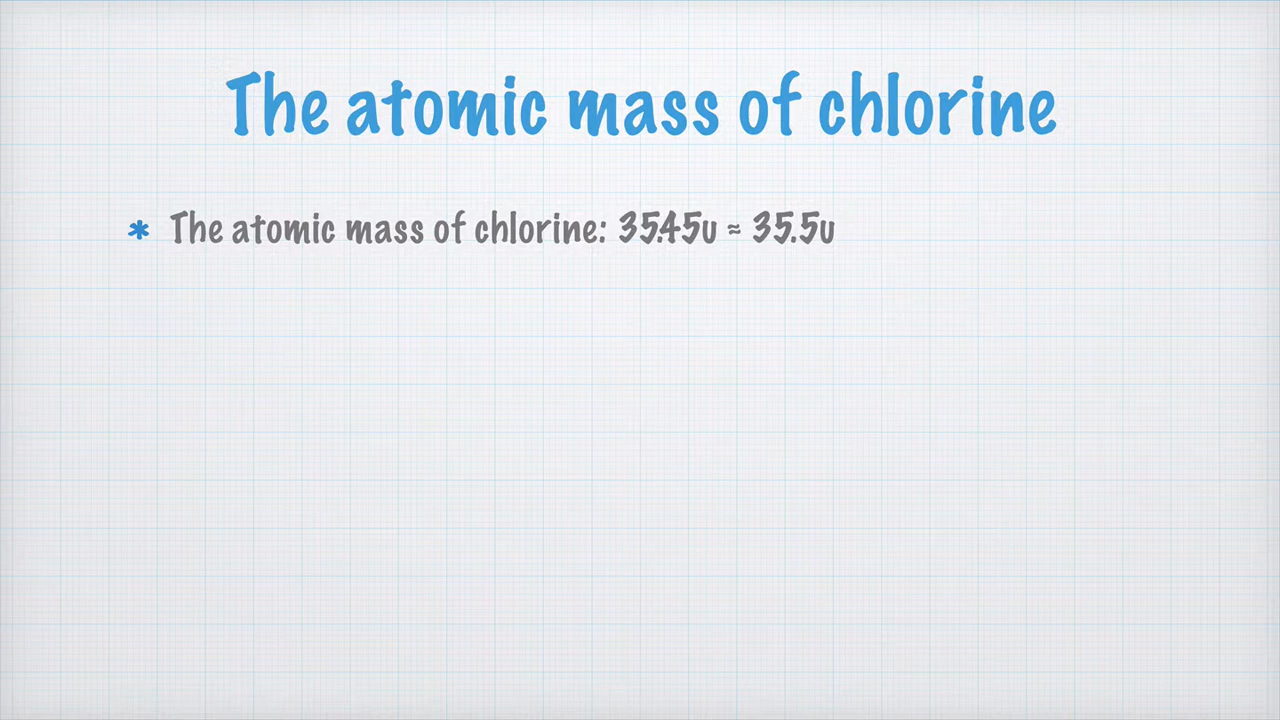 The atomic mass of chlorine
* The atomic mass of chlorine: 35.45u ≈ 35.5u